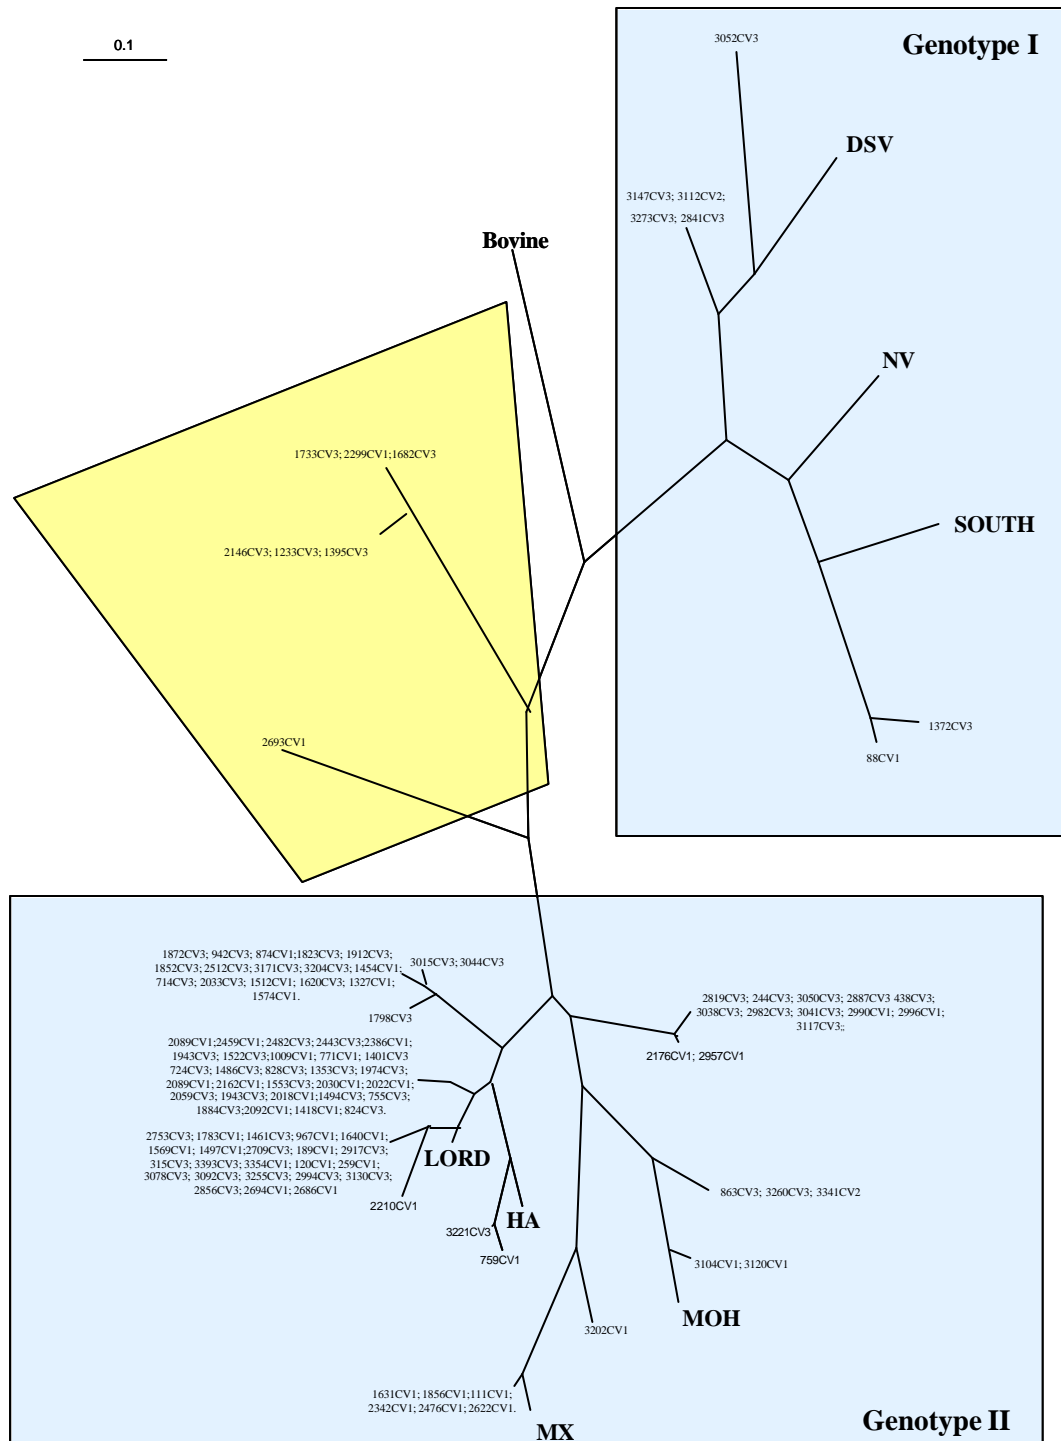 0.1
Genotype I
3052CV3
DSV
3147CV3; 3112CV2;
3273CV3; 2841CV3
Bovine
NV
1733CV3; 2299CV1;1682CV3
SOUTH
2146CV3; 1233CV3; 1395CV3
1372CV3
2693CV1
88CV1
1872CV3; 942CV3; 874CV1;1823CV3; 1912CV3;
1852CV3; 2512CV3; 3171CV3; 3204CV3; 1454CV1;
714CV3; 2033CV3; 1512CV1; 1620CV3; 1327CV1;
1574CV1.
3015CV3; 3044CV3
1798CV3
2819CV3; 244CV3; 3050CV3; 2887CV3 438CV3;
3038CV3; 2982CV3; 3041CV3; 2990CV1; 2996CV1;
3117CV3;;
2176CV1; 2957CV1
2089CV1;2459CV1; 2482CV3; 2443CV3;2386CV1;
1943CV3; 1522CV3;1009CV1; 771CV1; 1401CV3
724CV3; 1486CV3; 828CV3; 1353CV3; 1974CV3;
2089CV1; 2162CV1; 1553CV3; 2030CV1; 2022CV1;
2059CV3; 1943CV3; 2018CV1;1494CV3; 755CV3;
1884CV3;2092CV1; 1418CV1; 824CV3.
2753CV3; 1783CV1; 1461CV3; 967CV1; 1640CV1;
1569CV1; 1497CV1;2709CV3; 189CV1; 2917CV3;
315CV3; 3393CV3; 3354CV1; 120CV1; 259CV1;
3078CV3; 3092CV3; 3255CV3; 2994CV3; 3130CV3;
2856CV3; 2694CV1; 2686CV1
LORD
2210CV1
HA
3221CV3
759CV1
863CV3; 3260CV3; 3341CV2
3104CV1; 3120CV1
MOH
3202CV1
1631CV1; 1856CV1;111CV1;
2342CV1; 2476CV1; 2622CV1.
MX
Genotype II